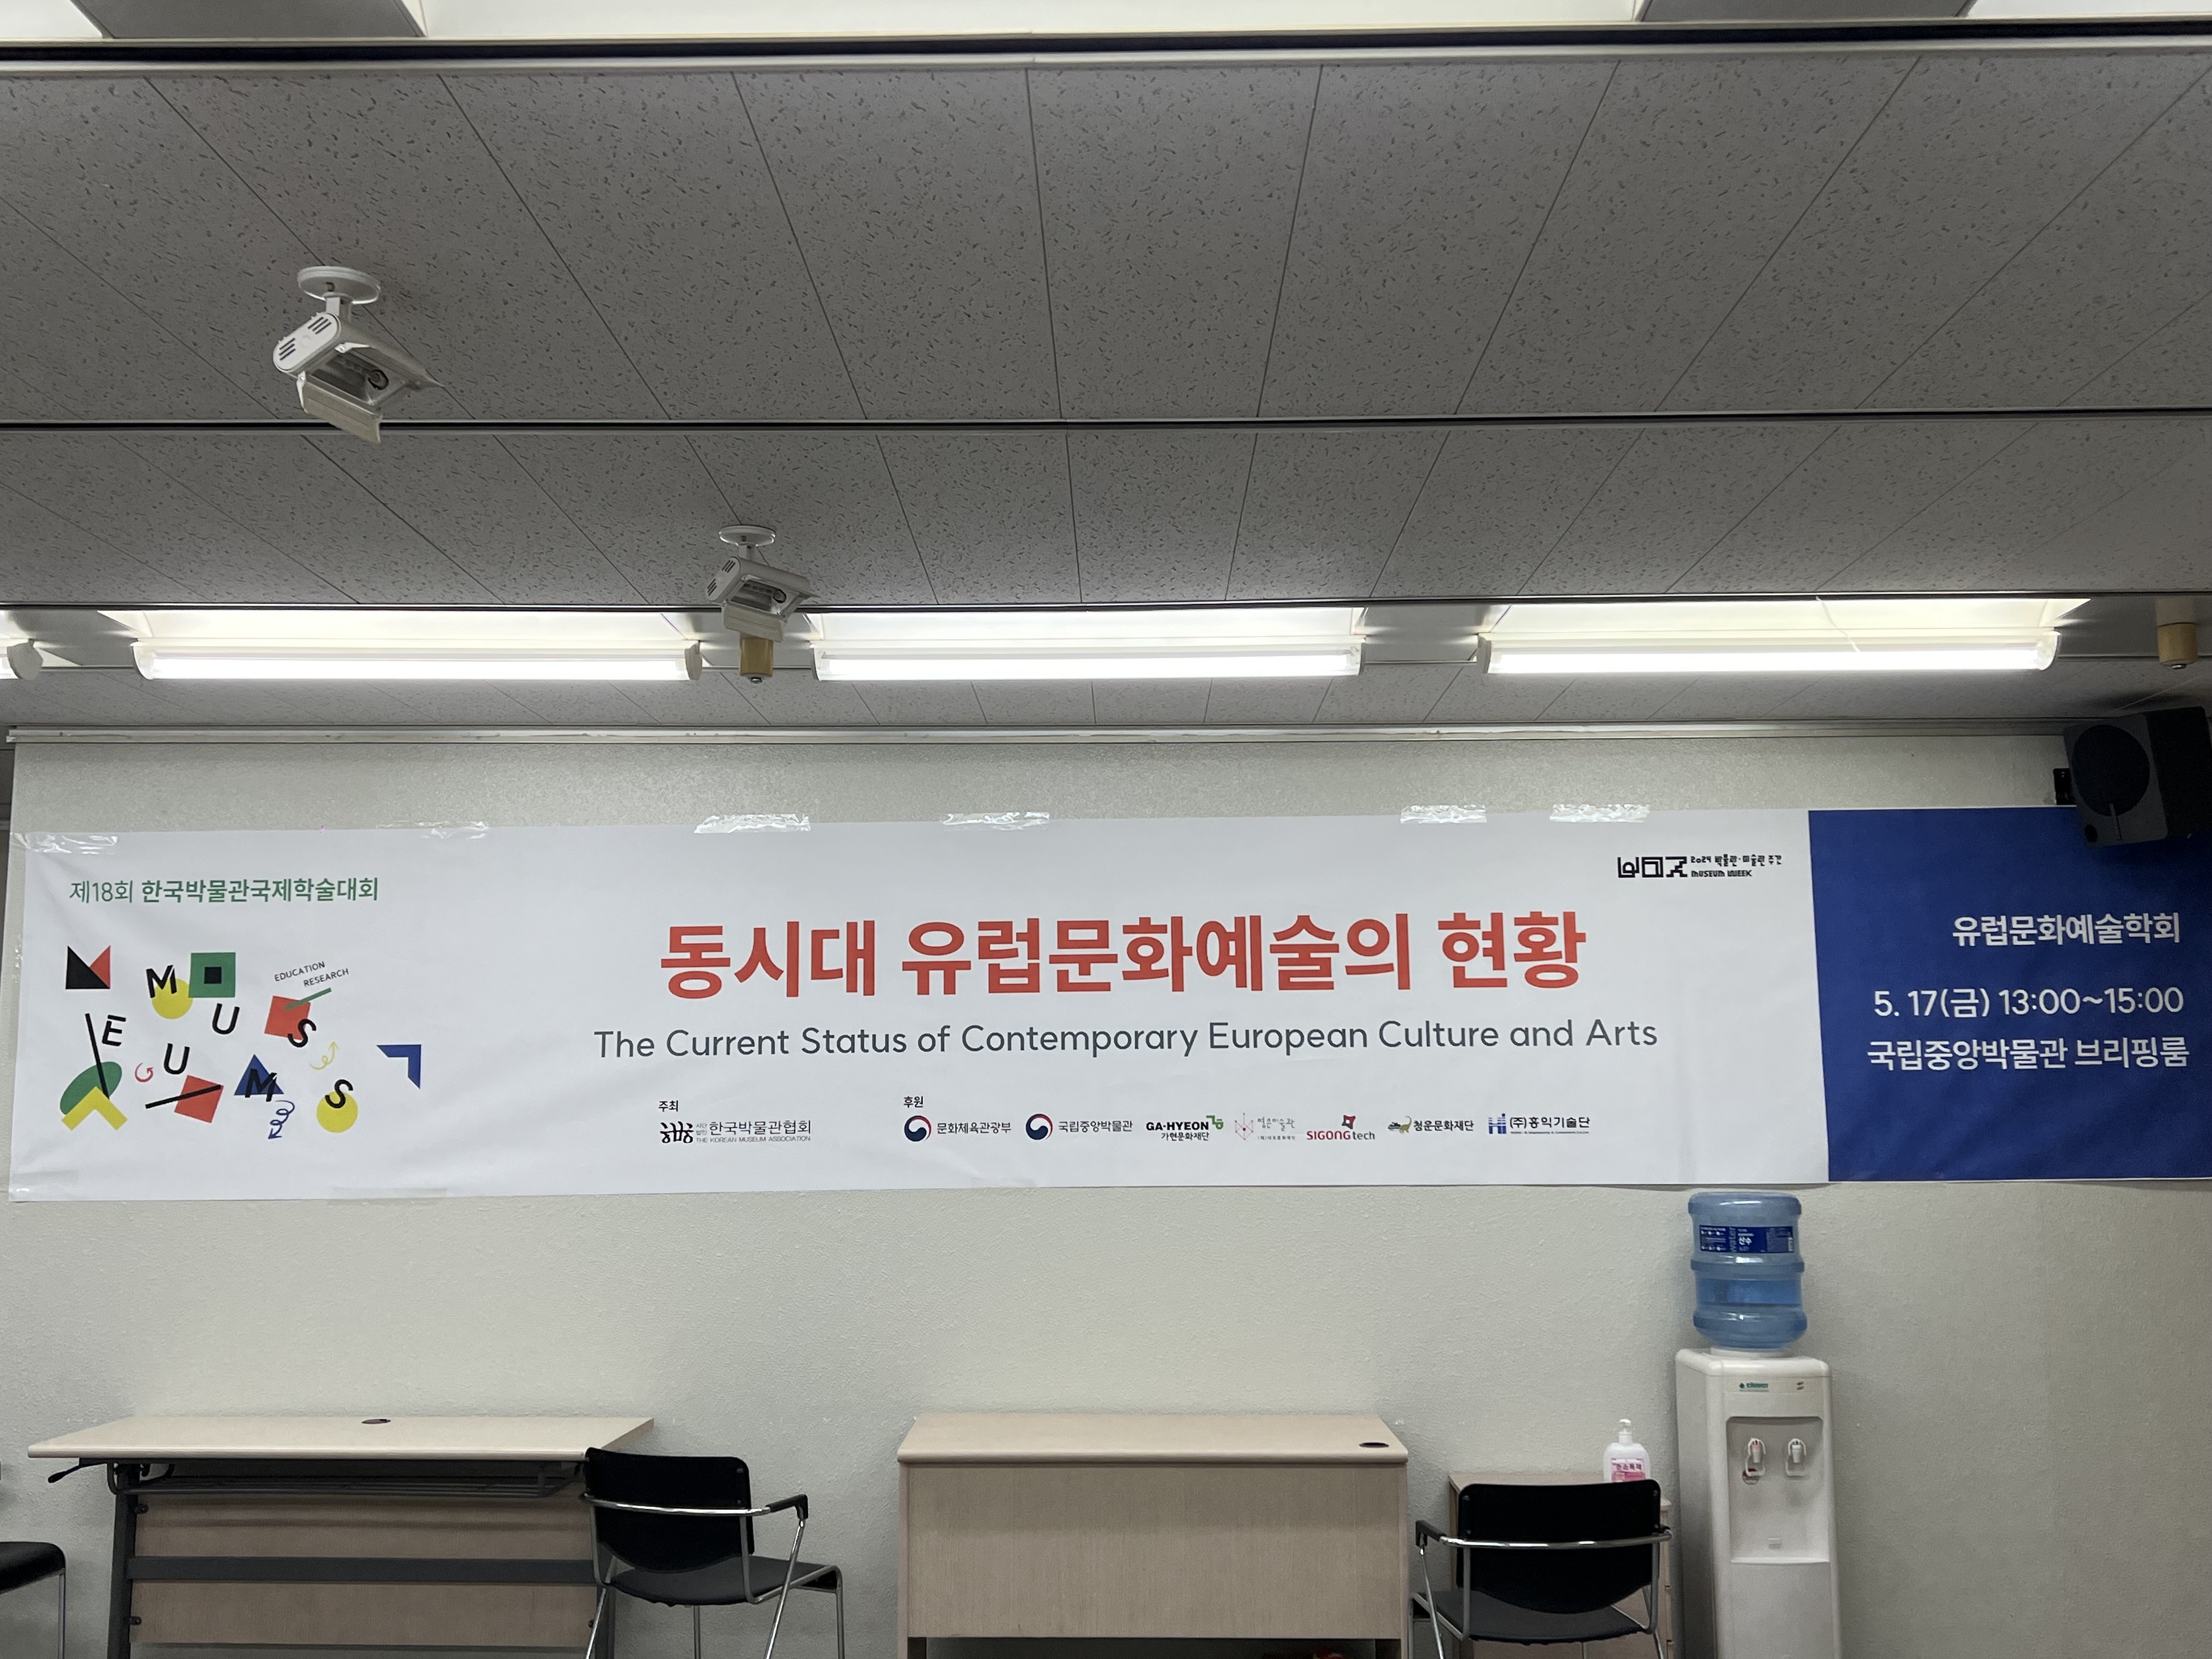 제18회 한국박물관국제학술대회
MUSEUMS
EDUCATION
RESEARCH
MUSEUMS
2024 박물관·미술관 주간
MUSEUM WEEK
동시대 유럽문화예술의 현황
The Current Status of Contemporary European Culture and Arts
주최
사단법인 한국박물관협회
THE KOREAN MUSEUM ASSOCIATION
후원
문화체육관광부
국립중앙박물관
GA-HYEON
가현문화재단
SIGONG tech
청운문화재단
(주)홍익기술단
유럽문화예술학회
5. 17(금) 13:00~15:00
국립중앙박물관 브리핑룸